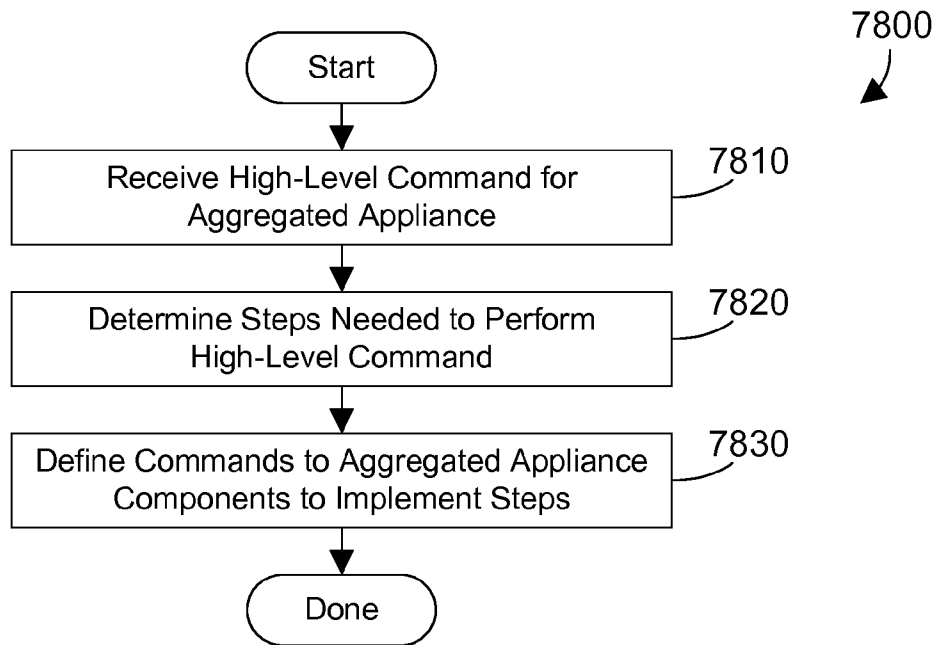 7800
Start
Receive High-Level Command for
Aggregated Appliance
7810
Determine Steps Needed to Perform
High-Level Command
7820
Define Commands to Aggregated Appliance
Components to Implement Steps
7830
Done